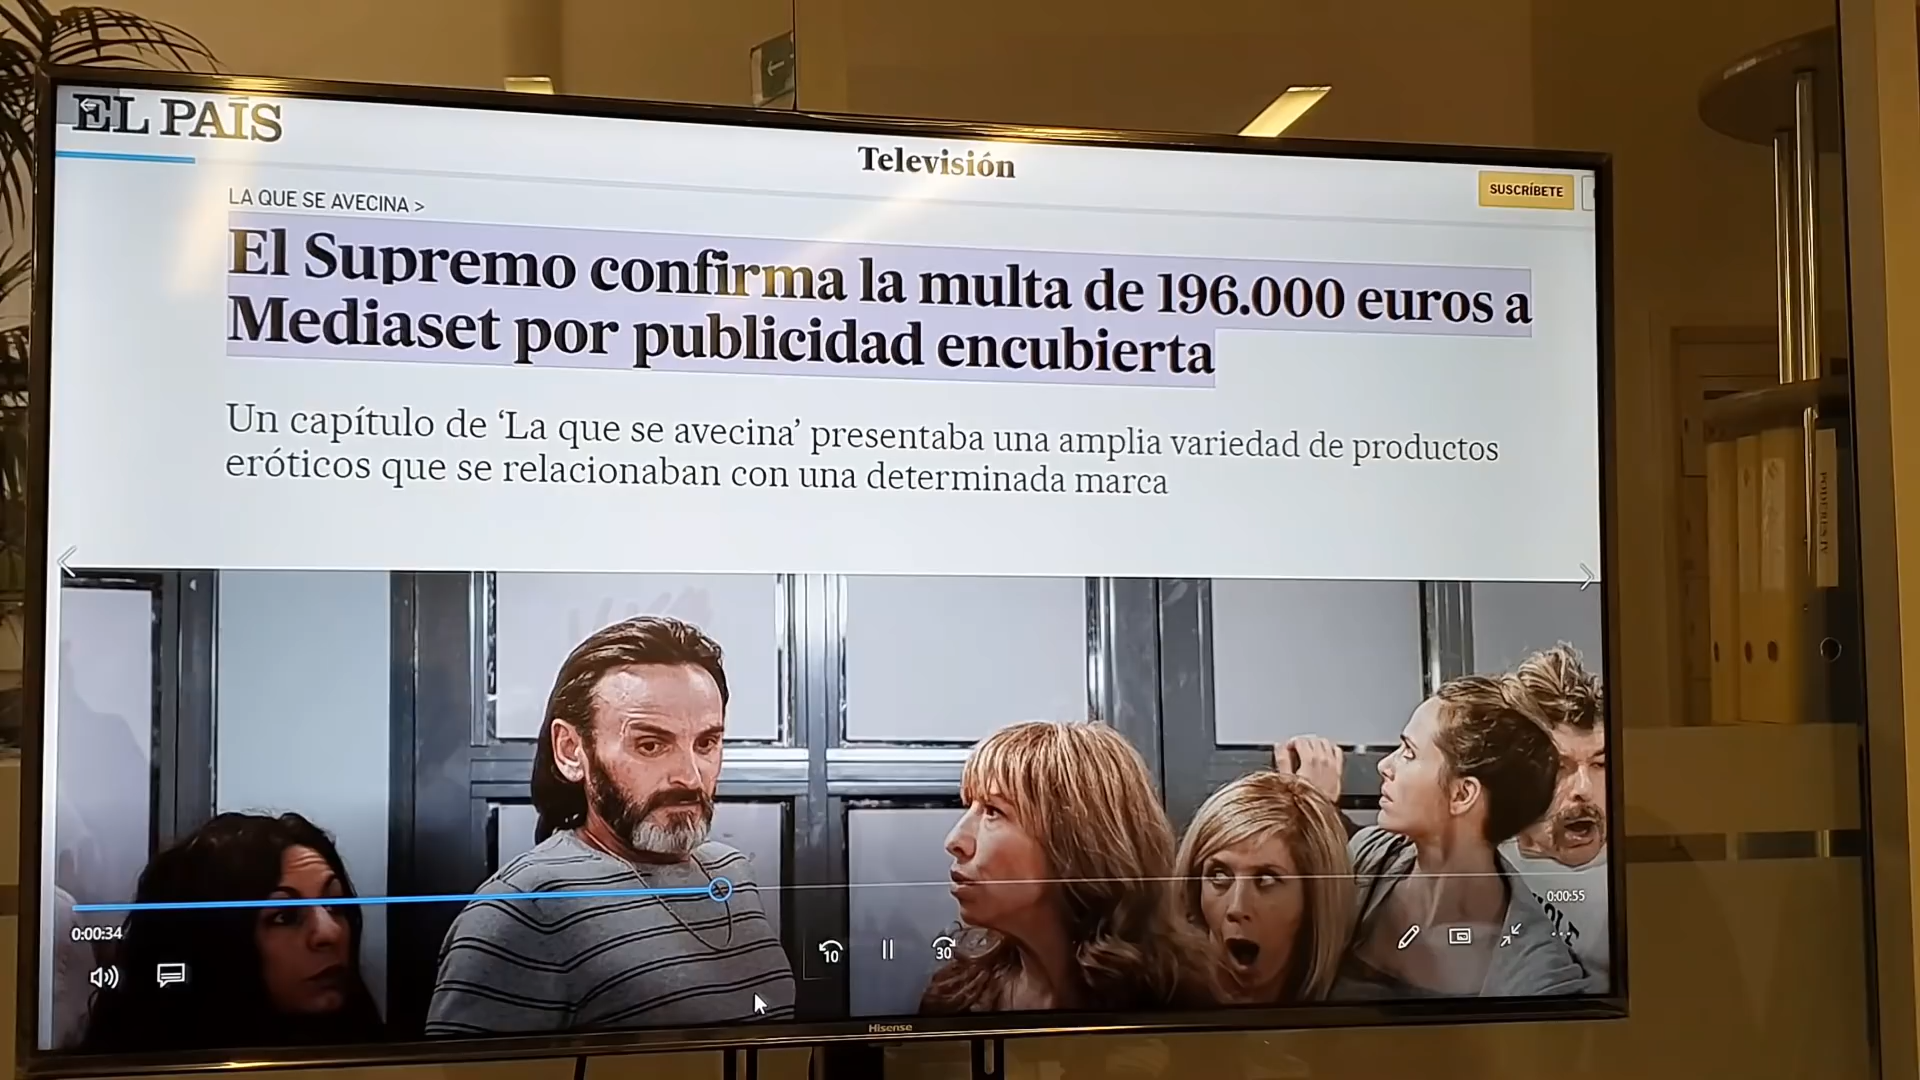 EL PAÍS
Televisión
SUSCRÍBETE
LA QUE SE AVECINA >
El Supremo confirma la multa de 196.000 euros a
Mediaset por publicidad encubierta
Un capítulo de ‘La que se avecina’ presentaba una amplia variedad de productos
eróticos que se relacionaban con una determinada marca
0:00:34
0:00:55
10
30
Hisense